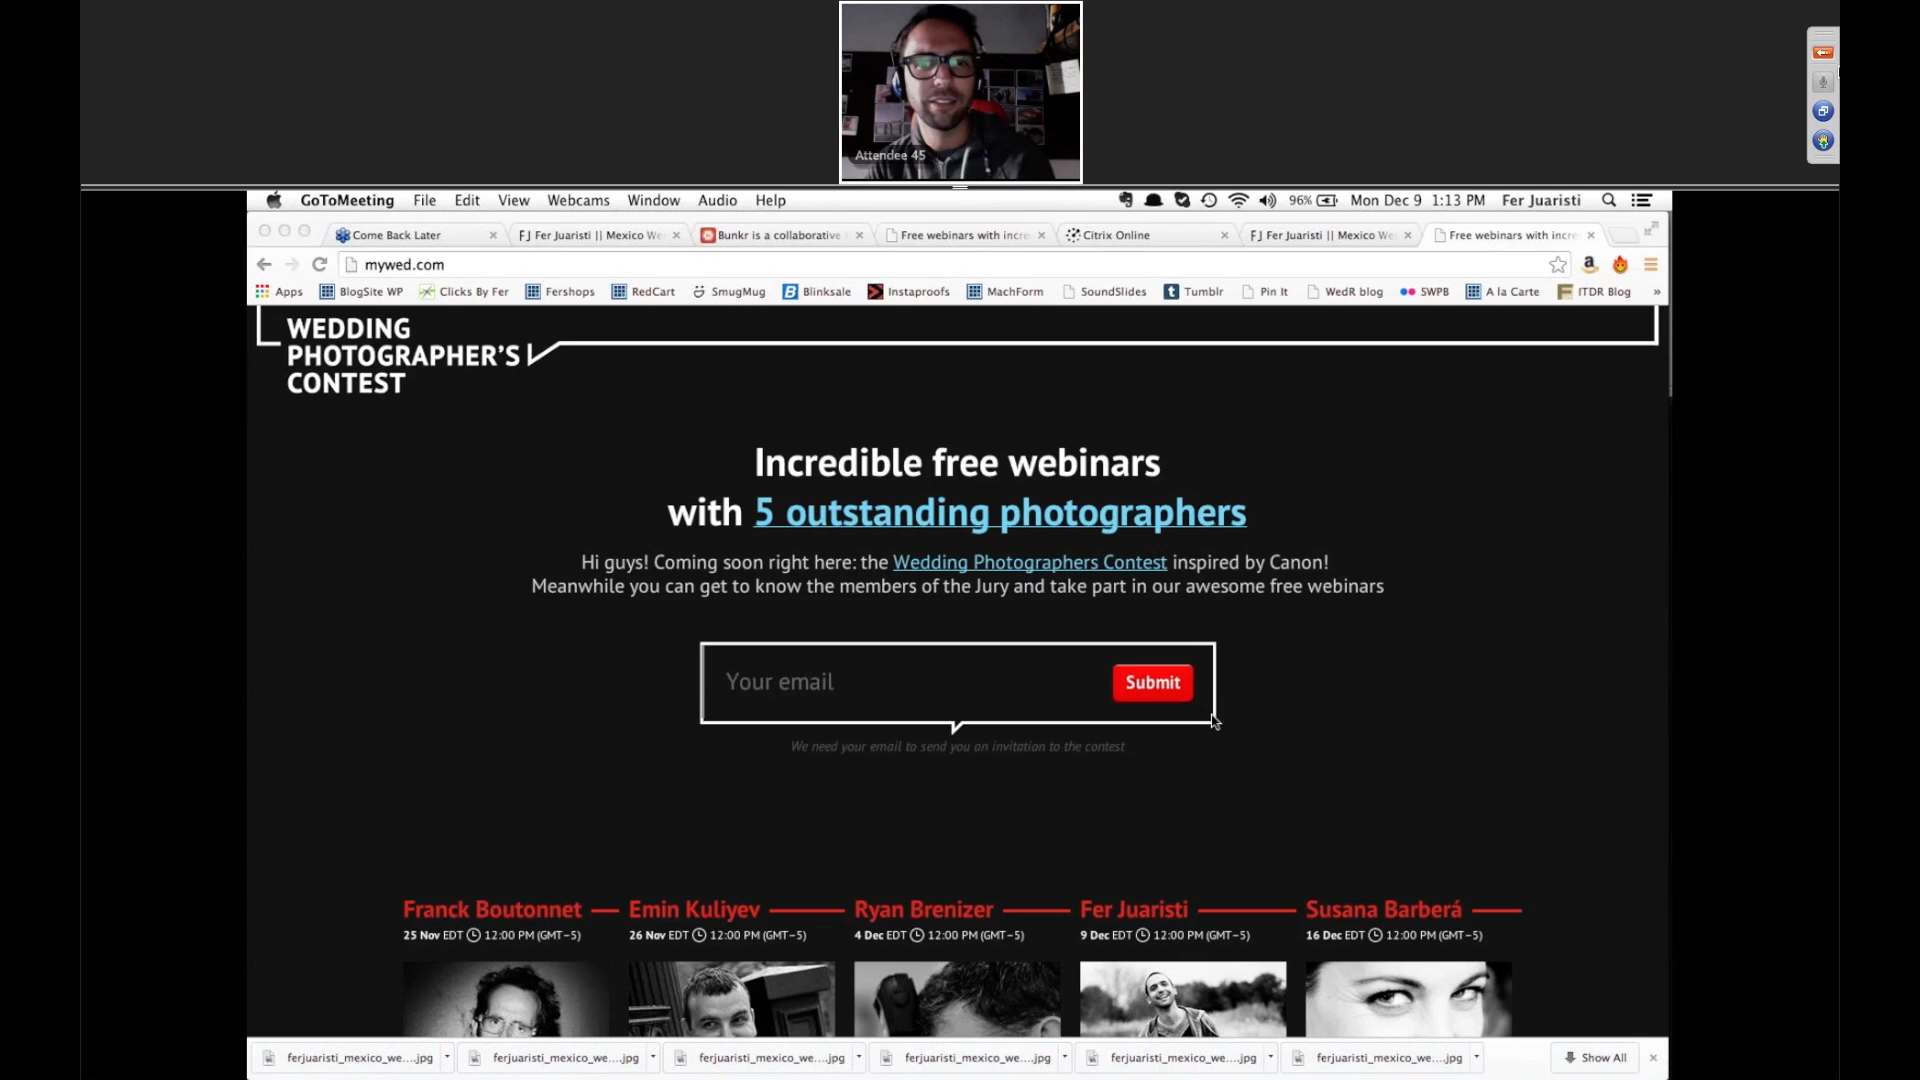 Attendee 45
GoToMeeting File Edit View Webcams Window Audio Help 96% Mon Dec 9 1:13 PM Fer Juaristi
Come Back Later FJ Fer Juaristi || Mexico We Bunkr is a collaborative Free webinars with incre Citrix Online FJ Fer Juaristi || Mexico We Free webinars with incre
mywed.com
Apps BlogSite WP Clicks By Fer Fershops RedCart SmugMug Blinksale Instaproofs MachForm SoundSlides Tumblr Pin It WedR blog SWPB A la Carte ITDR Blog »
WEDDING
PHOTOGRAPHER'S
CONTEST
Incredible free webinars
with 5 outstanding photographers
Hi guys! Coming soon right here: the Wedding Photographers Contest inspired by Canon!
Meanwhile you can get to know the members of the Jury and take part in our awesome free webinars
Your email Submit
We need your email to send you an invitation to the contest
Franck Boutonnet Emin Kuliyev Ryan Brenizer Fer Juaristi Susana Barberá
25 Nov EDT 12:00 PM (GMT−5) 26 Nov EDT 12:00 PM (GMT−5) 4 Dec EDT 12:00 PM (GMT−5) 9 Dec EDT 12:00 PM (GMT−5) 16 Dec EDT 12:00 PM (GMT−5)
ferjuaristi_mexico_we....jpg ferjuaristi_mexico_we....jpg ferjuaristi_mexico_we....jpg ferjuaristi_mexico_we....jpg ferjuaristi_mexico_we....jpg ferjuaristi_mexico_we....jpg Show All